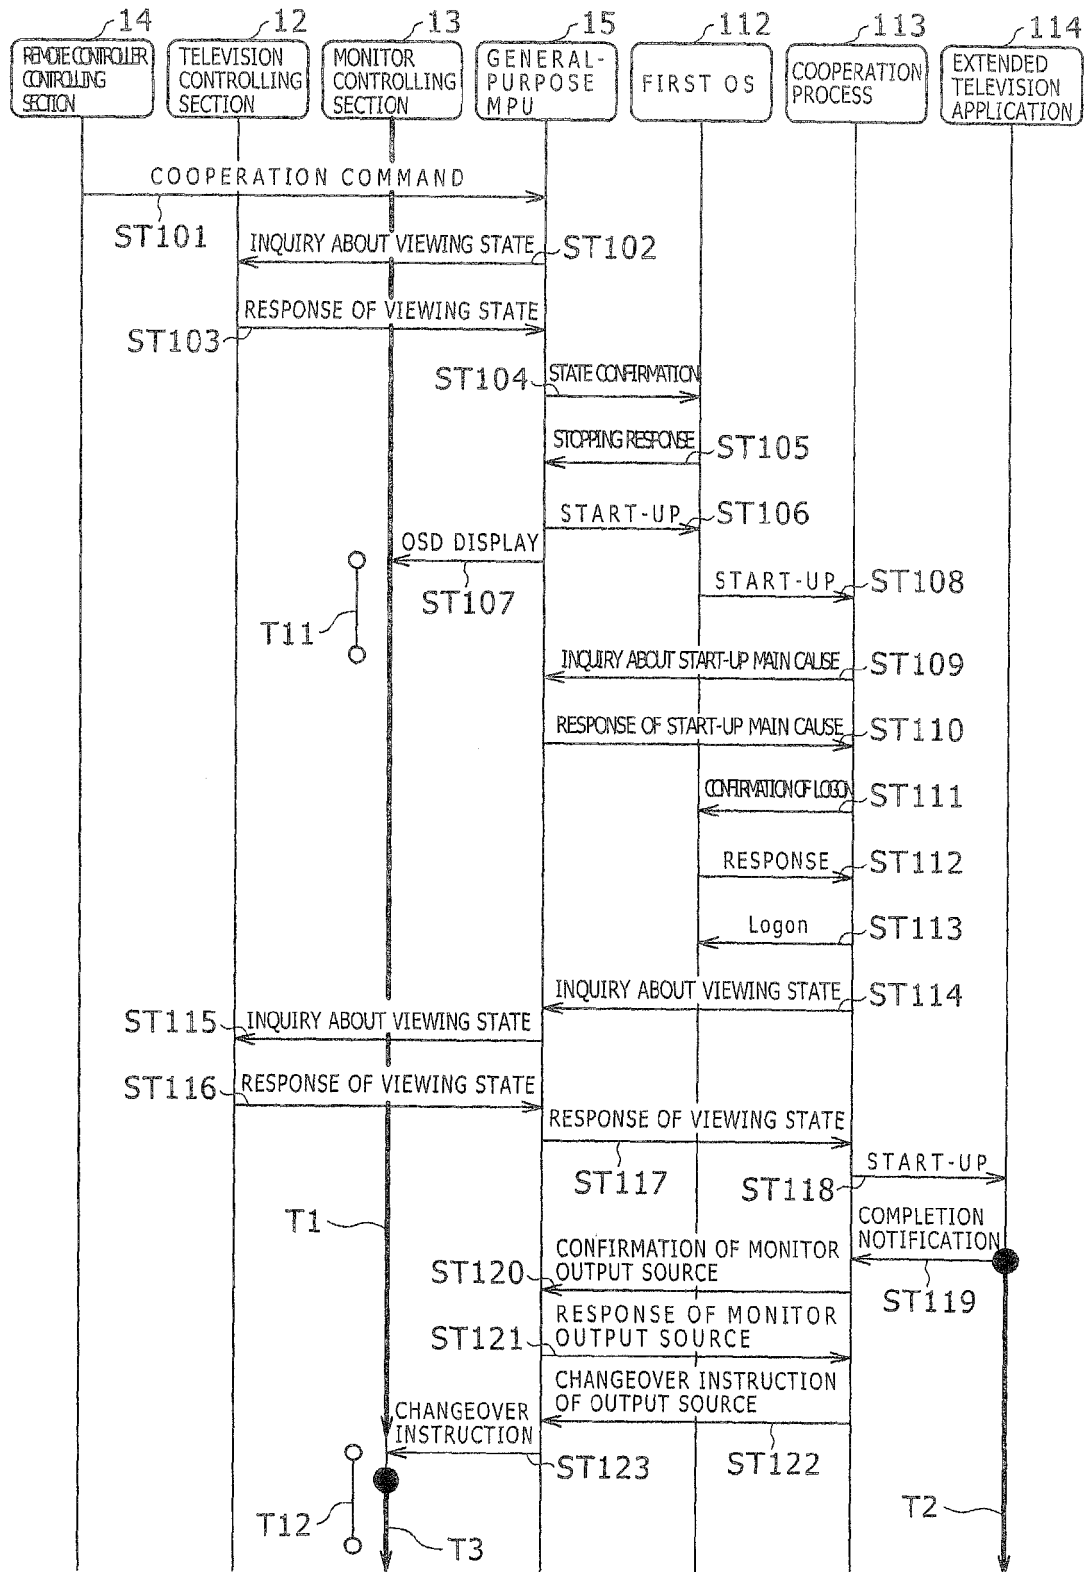 14
12
13
15
112
113
114
REMOTE CONTROLLER
CONTROLLING
SECTION
TELEVISION
CONTROLLING
SECTION
MONITOR
CONTROLLING
SECTION
GENERAL-
PURPOSE
MPU
FIRST OS
COOPERATION
PROCESS
EXTENDED
TELEVISION
APPLICATION
COOPERATION COMMAND
ST101
INQUIRY ABOUT VIEWING STATE
ST102
RESPONSE OF VIEWING STATE
ST103
ST104
STATE CONFIRMATION
STOPPING RESPONSE
ST105
START-UP
ST106
OSD DISPLAY
ST107
START-UP
ST108
T11
INQUIRY ABOUT START-UP MAIN CAUSE
ST109
RESPONSE OF START-UP MAIN CAUSE
ST110
CONFIRMATION OF LOGON
ST111
RESPONSE
ST112
Logon
ST113
INQUIRY ABOUT VIEWING STATE
ST114
ST115
INQUIRY ABOUT VIEWING STATE
ST116
RESPONSE OF VIEWING STATE
RESPONSE OF VIEWING STATE
ST117
START-UP
ST118
T1
COMPLETION
NOTIFICATION
ST119
CONFIRMATION OF MONITOR
OUTPUT SOURCE
ST120
RESPONSE OF MONITOR
OUTPUT SOURCE
ST121
CHANGEOVER INSTRUCTION
OF OUTPUT SOURCE
ST122
CHANGEOVER
INSTRUCTION
ST123
T12
T3
T2